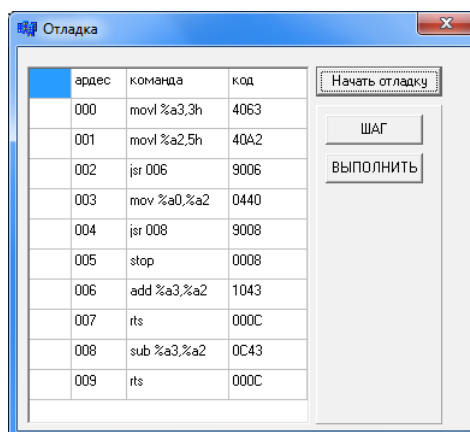 Отладка
ардес команда код
000 movl %a3,3h 4063
001 movl %a2,5h 40A2
002 jsr 006 9006
003 mov %a0,%a2 0440
004 jsr 008 9008
005 stop 0008
006 add %a3,%a2 1043
007 rts 000C
008 sub %a3,%a2 0C43
009 rts 000C
Начать отладку
ШАГ
ВЫПОЛНИТЬ